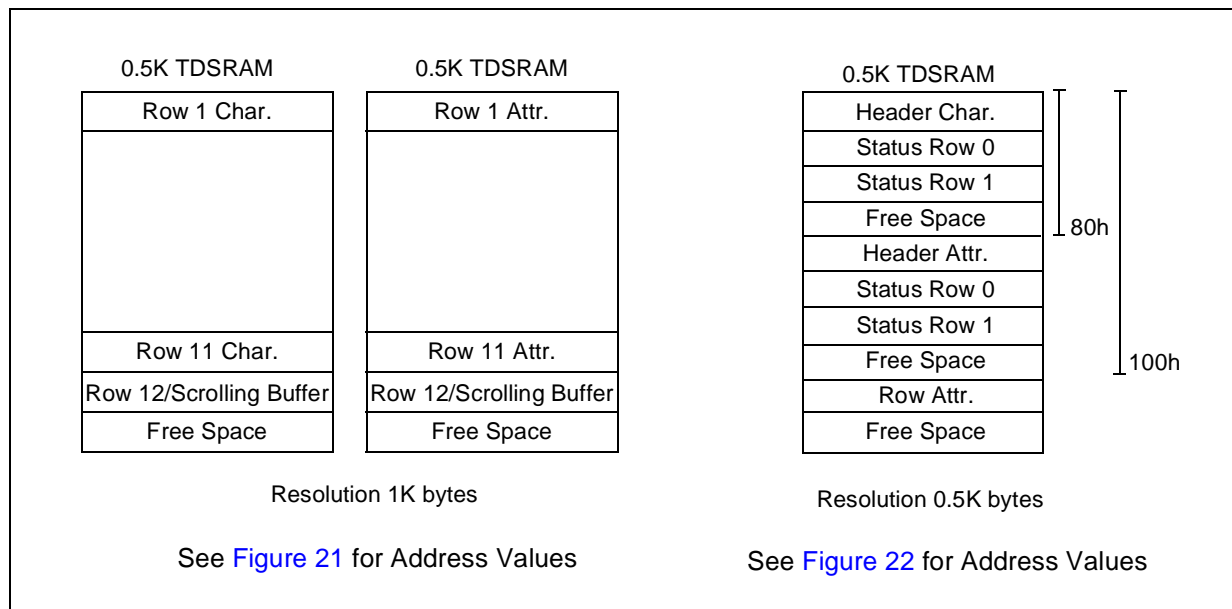 0.5K TDSRAM
Row 1 Char.
Row 11 Char.
Row 12/Scrolling Buffer
Free Space
0.5K TDSRAM
Row 1 Attr.
Row 11 Attr.
Row 12/Scrolling Buffer
Free Space
Resolution 1K bytes
See Figure 21 for Address Values
0.5K TDSRAM
Header Char.
Status Row 0
Status Row 1
Free Space
Header Attr.
Status Row 0
Status Row 1
Free Space
Row Attr.
Free Space
80h
100h
Resolution 0.5K bytes
See Figure 22 for Address Values